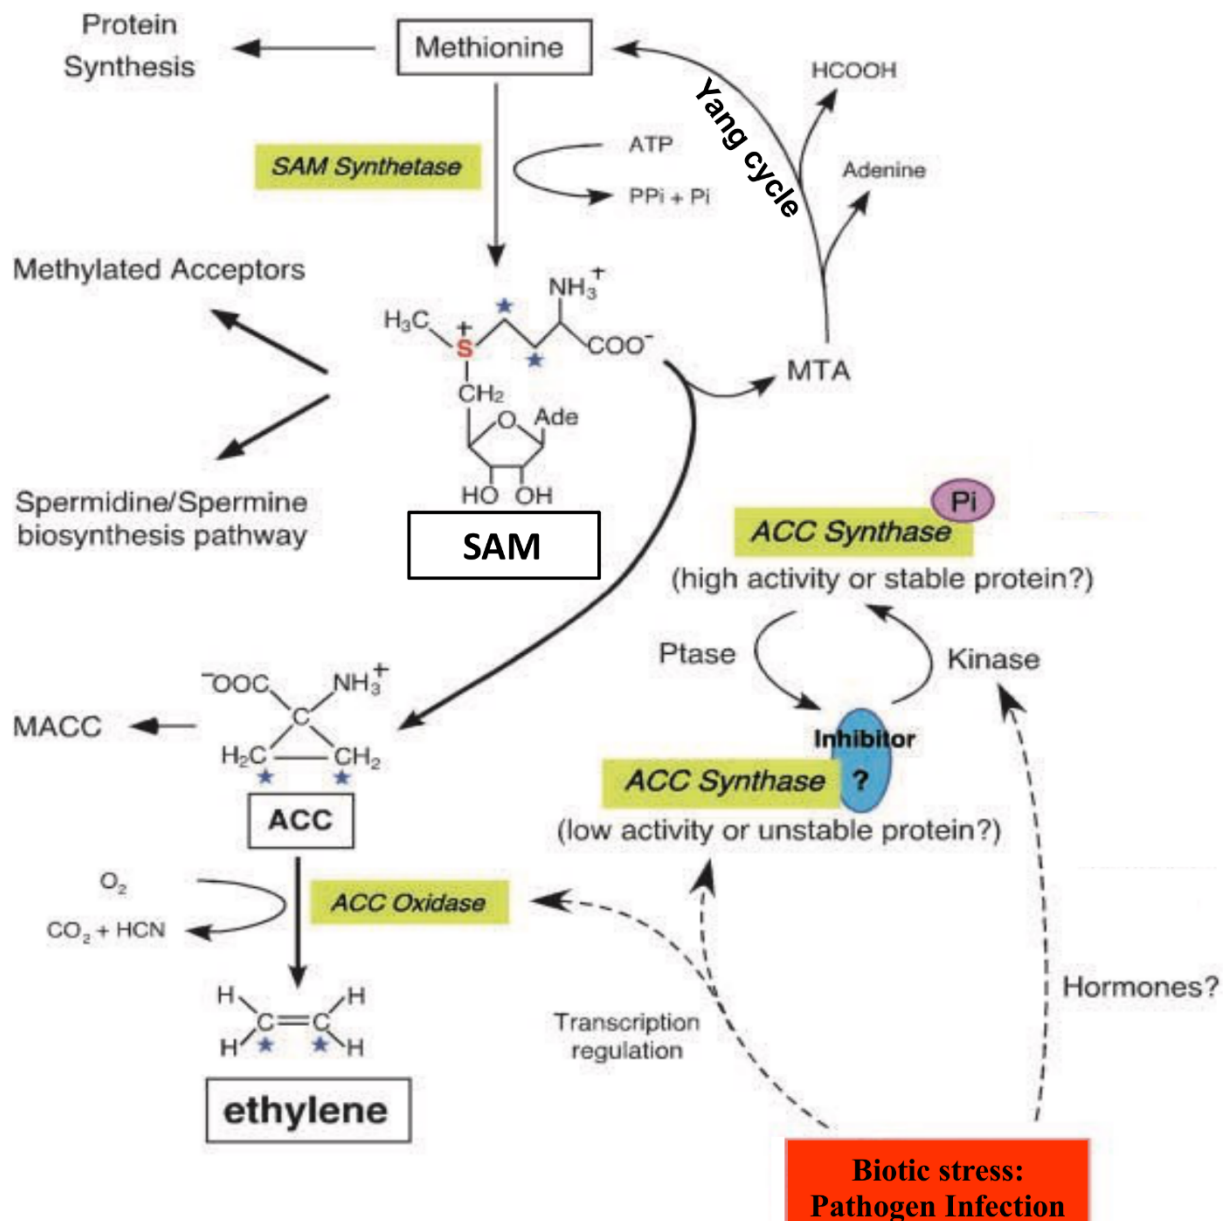 Protein
Synthesis
Methionine
Yang cycle
HCOOH
Adenine
SAM Synthetase
ATP
PPi + Pi
Methylated Acceptors
NH₃⁺
H₃C
S⁺
COO⁻
MTA
CH₂
O
Ade
HO OH
Spermidine/Spermine
biosynthesis pathway
SAM
Pi
ACC Synthase
(high activity or stable protein?)
Ptase
Kinase
⁻OOC
NH₃⁺
C
H₂C
CH₂
MACC
Inhibitor
?
ACC Synthase
(low activity or unstable protein?)
ACC
O₂
CO₂ + HCN
ACC Oxidase
H H
C C
H H
Hormones?
Transcription
regulation
ethylene
Biotic stress:
Pathogen Infection